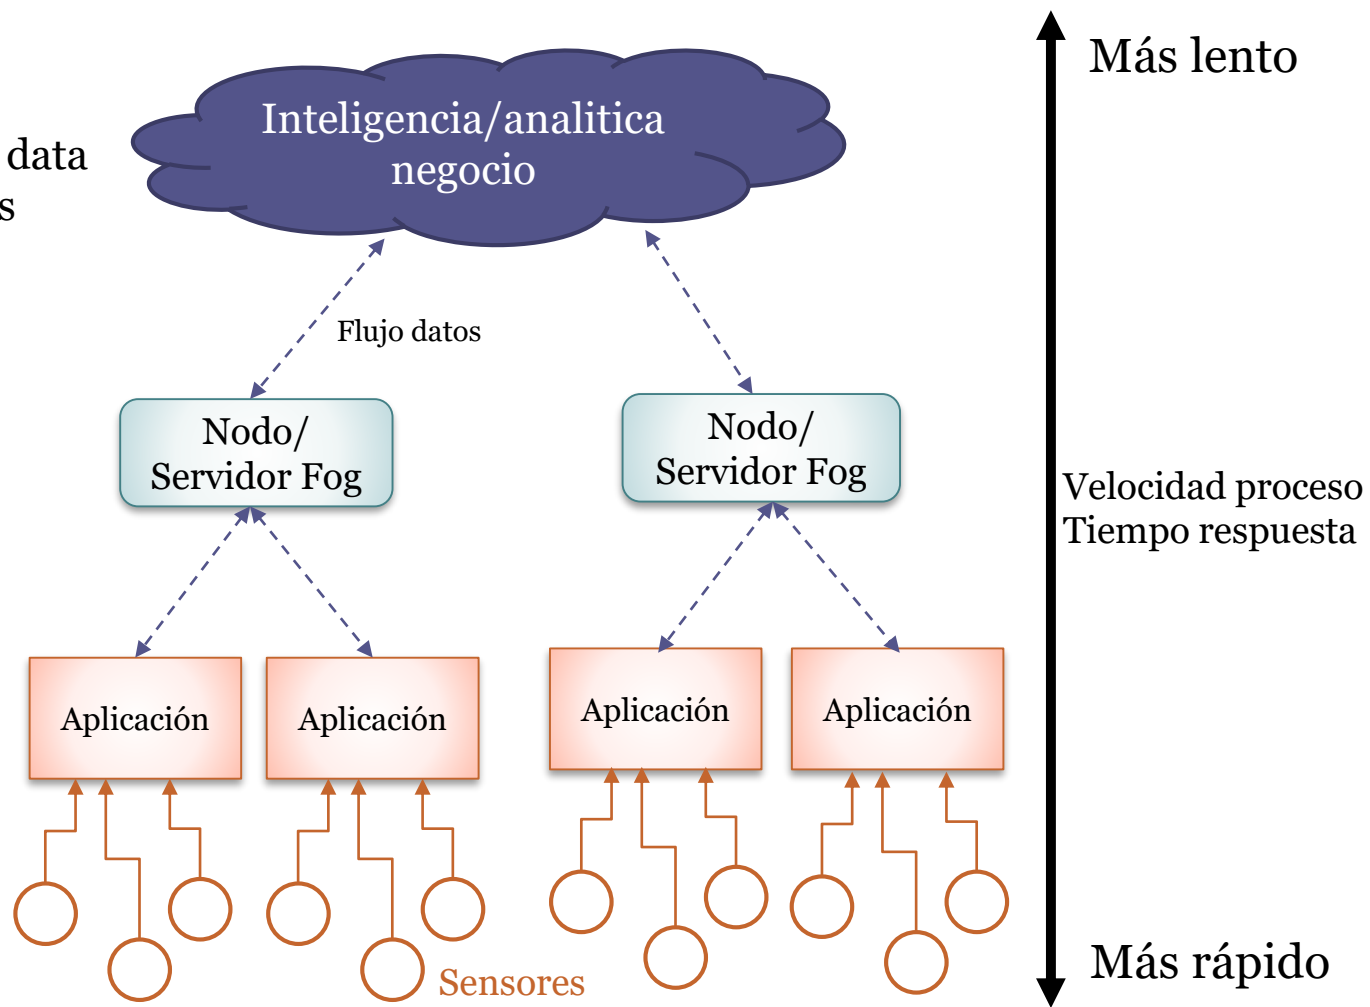 Más lento
Inteligencia/analitica
negocio
data
s
Flujo datos
Nodo/
Servidor Fog
Nodo/
Servidor Fog
Velocidad proceso
Tiempo respuesta
Aplicación
Aplicación
Aplicación
Aplicación
Sensores
Más rápido